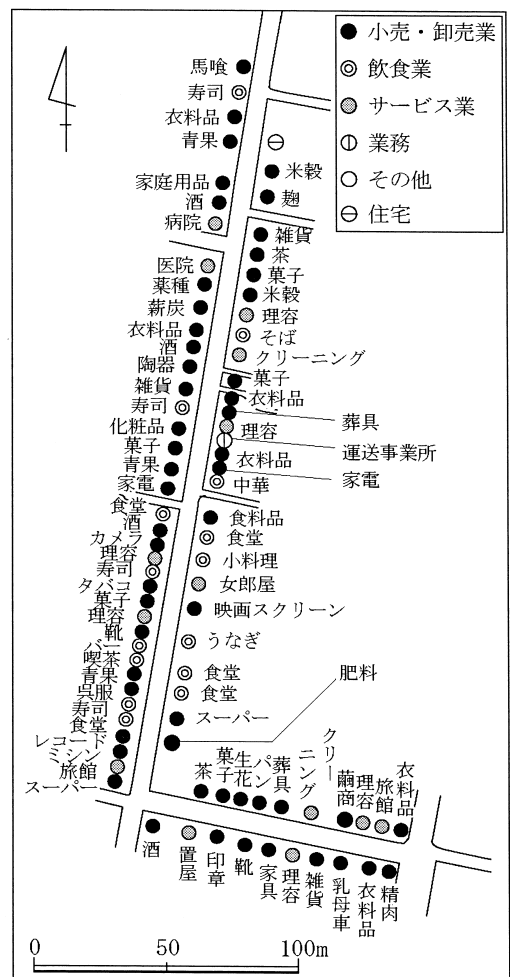 小売・卸売業
飲食業
サービス業
業務
その他
住宅
馬喰
寿司
衣料品
青果
家庭用品
酒
病院
米穀
麹
医院
薬種
薪炭
衣料品
酒
陶器
雑貨
寿司
化粧品
菓子
青果
家電
雑貨
茶
菓子
米穀
理容
そば
クリーニング
菓子
衣料品
葬具
理容
運送事業所
衣料品
家電
中華
食堂
酒
カメラ
理容
寿司
タバコ
菓子
理容
靴
バー
喫茶
青果
呉服
寿司
食堂
レコード
ミシン
旅館
スーパー
食料品
食堂
小料理
女郎屋
映画スクリーン
うなぎ
食堂
食堂
スーパー
肥料
茶
菓子
生花
パン
葬具
クリーニング
繭商
理容
旅館
衣料品
酒
置屋
印章
靴
家具
理容
雑貨
乳母車
衣料品
精肉
0 50 100m